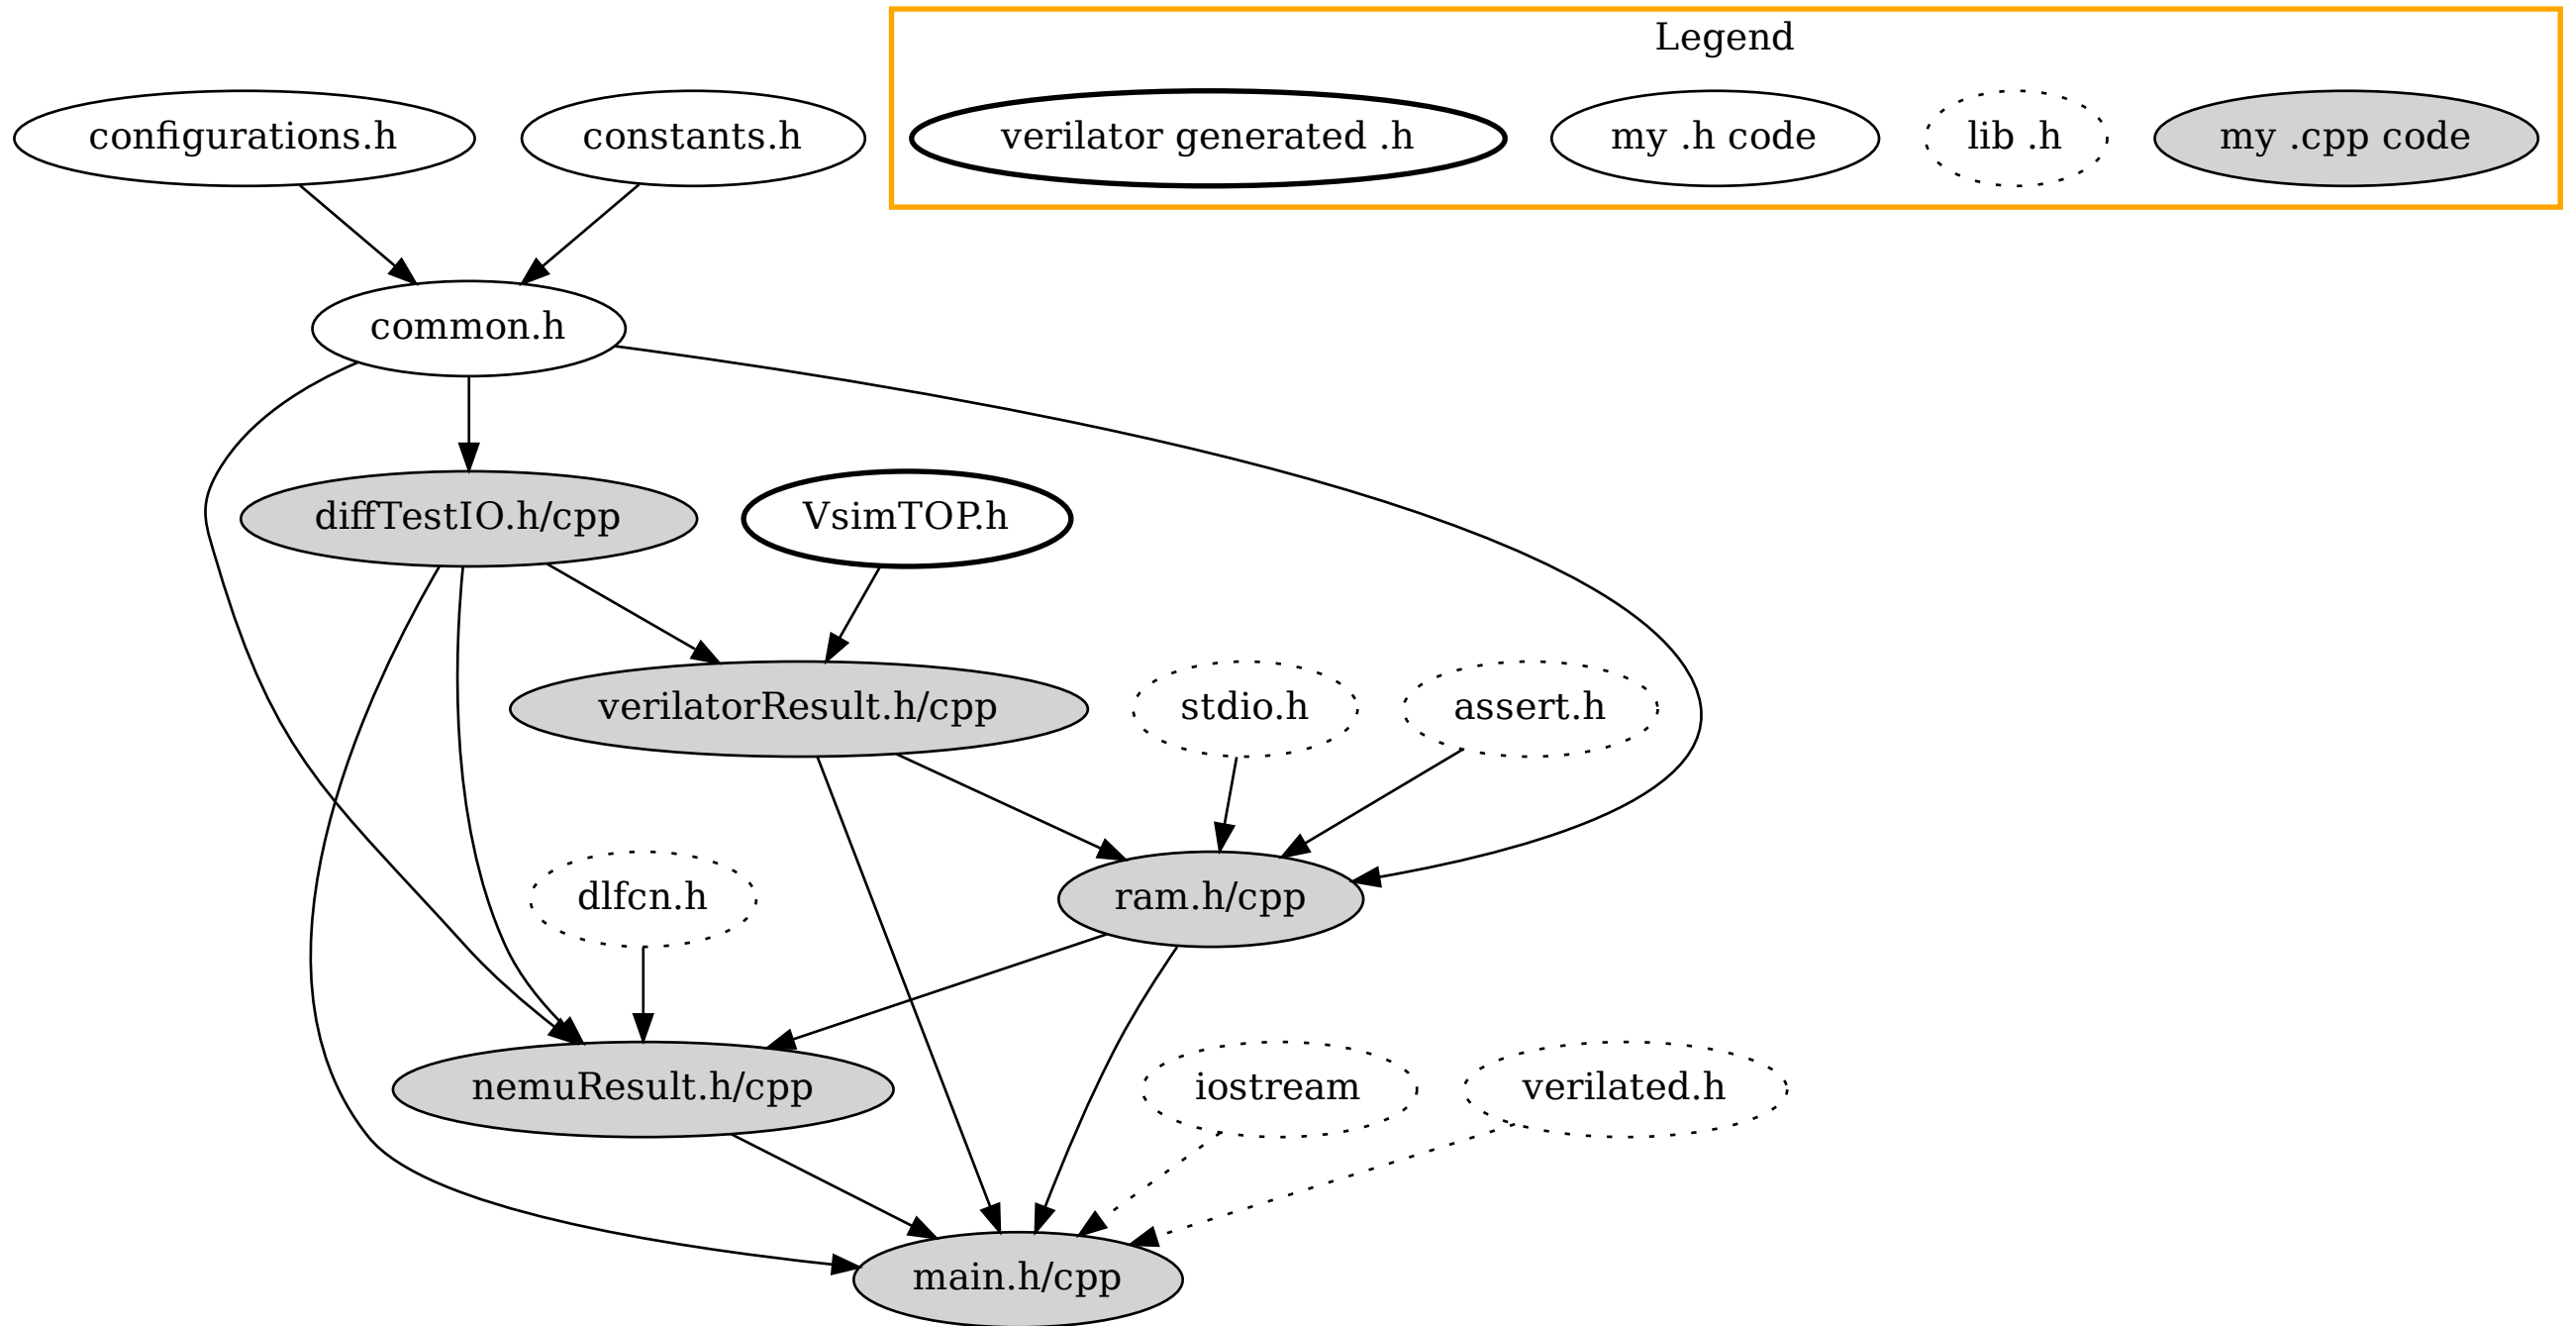 Legend
configurations.h
constants.h
verilator generated .h
my .h code
lib .h
my .cpp code
common.h
diffTestIO.h/cpp
VsimTOP.h
verilatorResult.h/cpp
stdio.h
assert.h
dlfcn.h
ram.h/cpp
nemuResult.h/cpp
iostream
verilated.h
main.h/cpp